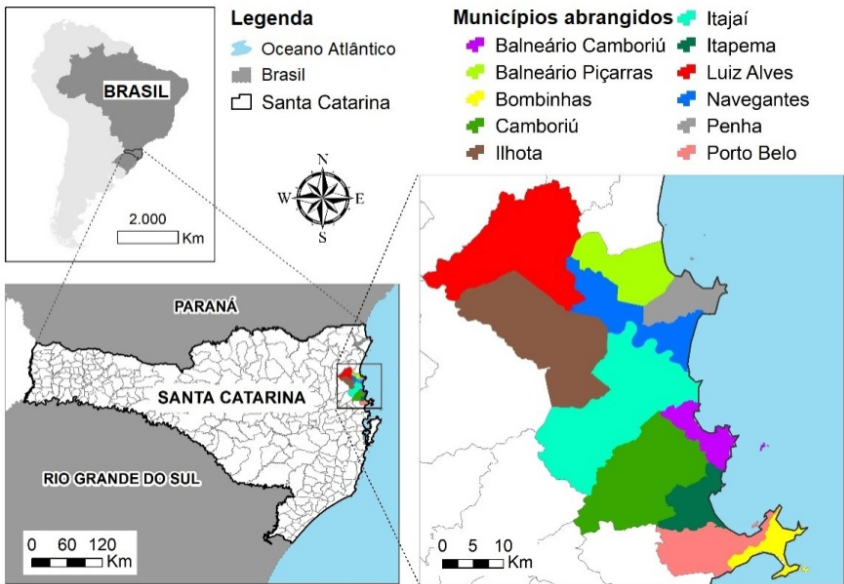 BRASIL
2.000
Km
Legenda
Oceano Atlântico
Brasil
Santa Catarina
N
W
E
S
Municípios abrangidos
Balneário Camboriú
Balneário Piçarras
Bombinhas
Camboriú
Ilhota
Itajaí
Itapema
Luiz Alves
Navegantes
Penha
Porto Belo
PARANÁ
SANTA CATARINA
RIO GRANDE DO SUL
0 60 120
Km
0 5 10
Km